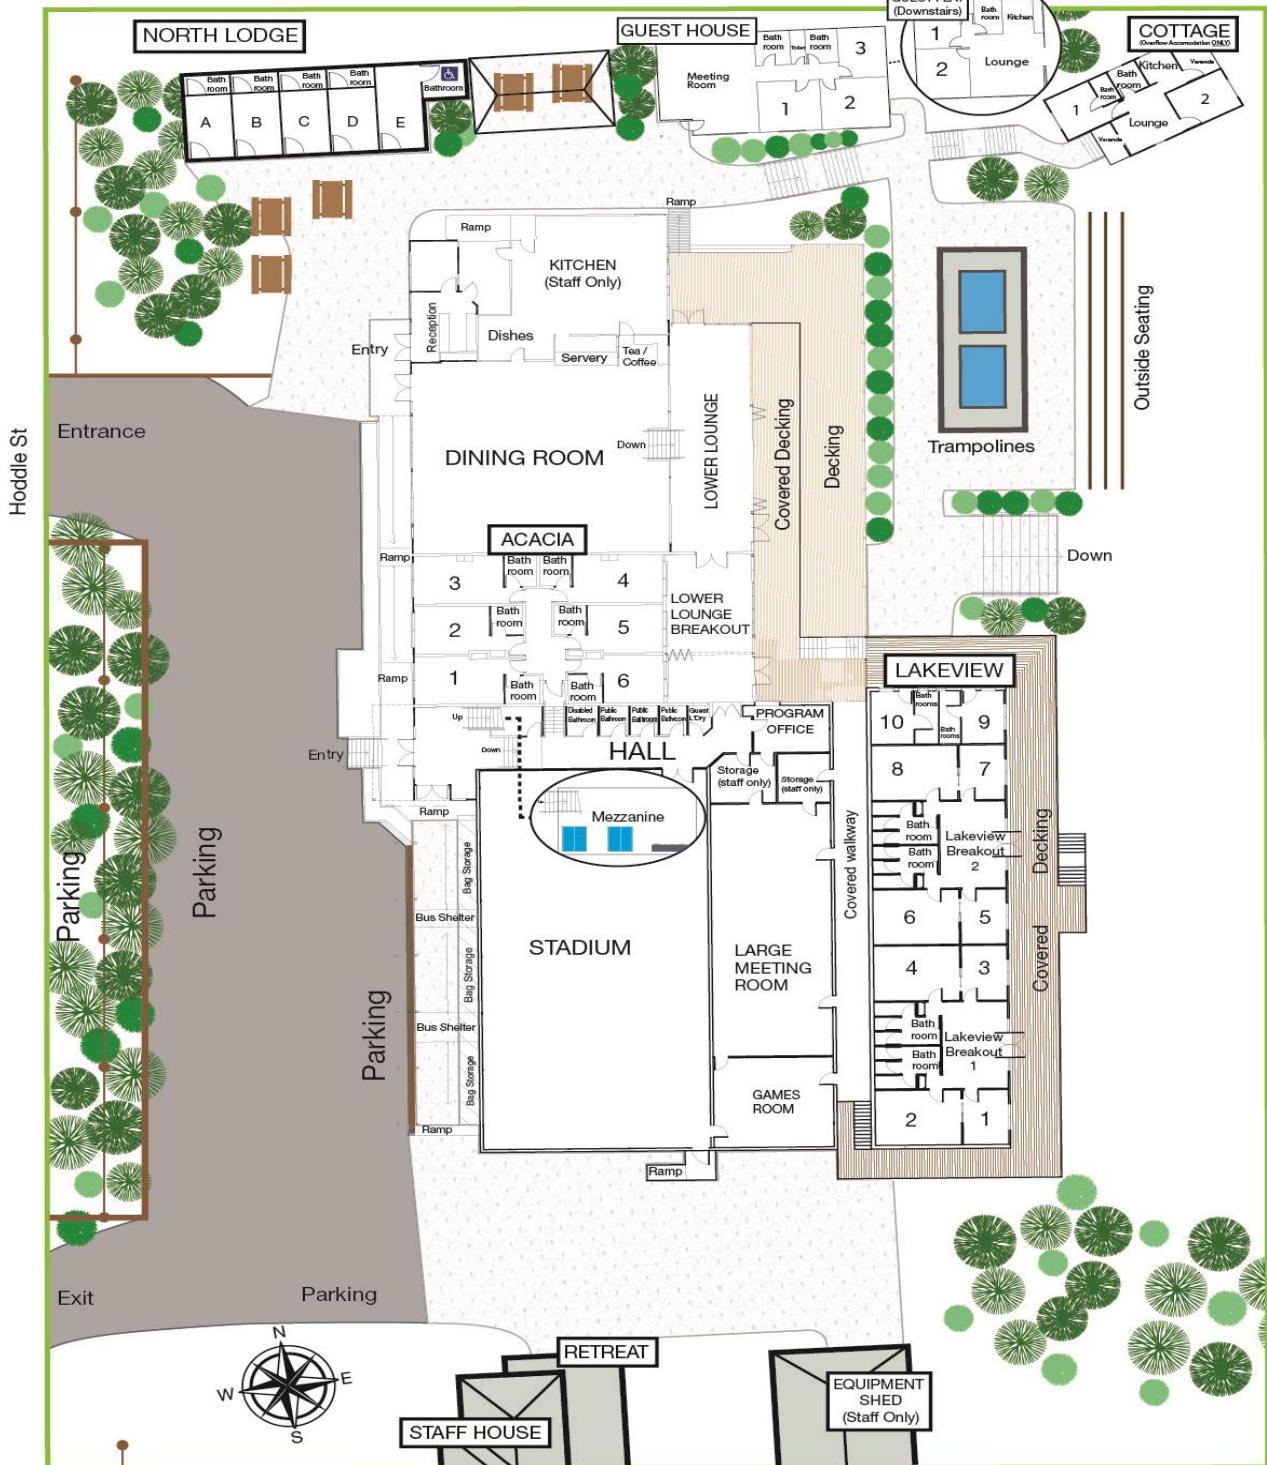 (Downstairs)
Bath
room
Kitchen
1
2
Lounge
NORTH LODGE
GUEST HOUSE
COTTAGE
(Overflow Accomodation ONLY)
Bath
room
Bath
room
Bath
room
Bath
room
Bathroom
A
B
C
D
E
Meeting
Room
Bath
room
Toilet
Bath
room
3
1
2
Kitchen
Veranda
Bath
room
Bath
room
1
2
Lounge
Veranda
Ramp
Ramp
KITCHEN
(Staff Only)
Reception
Entry
Dishes
Servery
Tea /
Coffee
Outside Seating
Hoddle St
Entrance
DINING ROOM
Down
LOWER LOUNGE
Covered Decking
Decking
Trampolines
ACACIA
Ramp
Bath
room
Bath
room
3
4
Down
Bath
room
Bath
room
2
5
LOWER
LOUNGE
BREAKOUT
Ramp
1
Bath
room
Bath
room
6
LAKEVIEW
Up
Disabled
Bathroom
Public
Bathroom
Public
Bathroom
Public
Bathroom
Guest
L'Dry
PROGRAM
OFFICE
Bath
rooms
10
9
Bath
rooms
Entry
Down
HALL
Storage
(staff only)
Storage
(staff only)
8
7
Ramp
Mezzanine
Bath
room
Bath
room
Lakeview
Breakout
2
Decking
Covered walkway
Parking
Parking
Bag Storage
Bus Shelter
6
5
STADIUM
LARGE
MEETING
ROOM
4
3
Covered
Bag Storage
Parking
Bus Shelter
Bath
room
Bath
room
Lakeview
Breakout
1
Bag Storage
GAMES
ROOM
2
1
Ramp
Ramp
Exit
Parking
N
E
W
S
RETREAT
STAFF HOUSE
EQUIPMENT
SHED
(Staff Only)